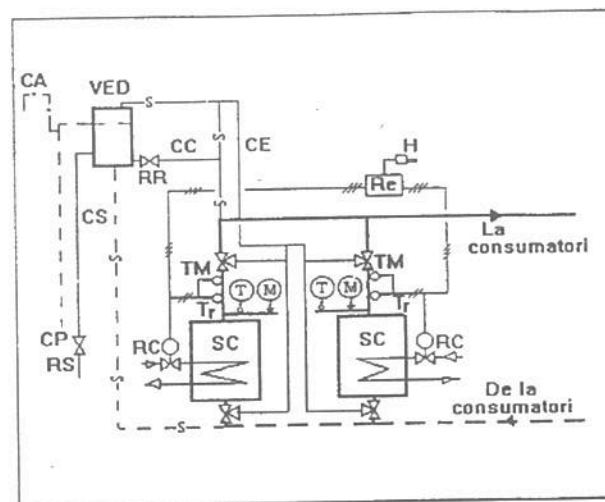 CA
VED
S
S
CC
CE
RR
H
Re
CS
S
S
La
consumatori
TM
TM
T
M
T
M
Tr
Tr
CP
RS
RC
SC
SC
RC
S
De la
consumatori
S